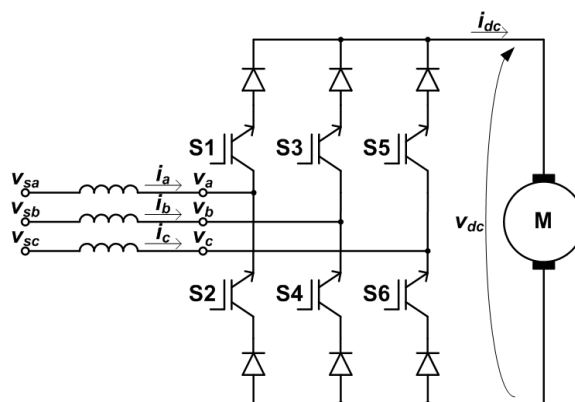 i_dc
S1 S3 S5
v_sa i_a v_a
v_sb i_b v_b
v_sc i_c v_c
v_dc M
S2 S4 S6